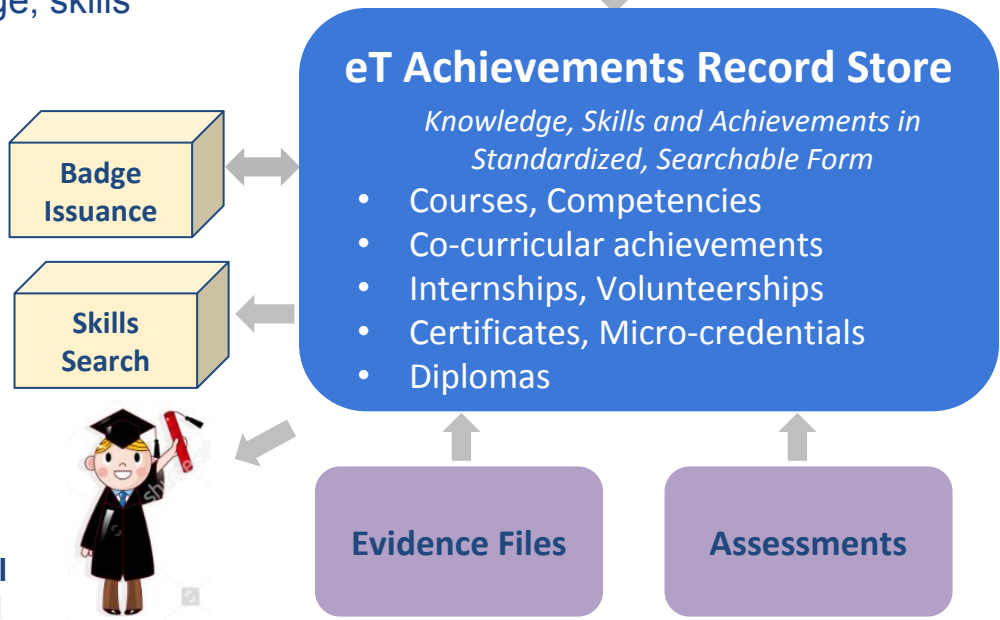 skills
eT Achievements Record Store
Knowledge, Skills and Achievements in
Standardized, Searchable Form
• Courses, Competencies
• Co-curricular achievements
• Internships, Volunteerships
• Certificates, Micro-credentials
• Diplomas
Badge
Issuance
Skills
Search
Evidence Files
Assessments